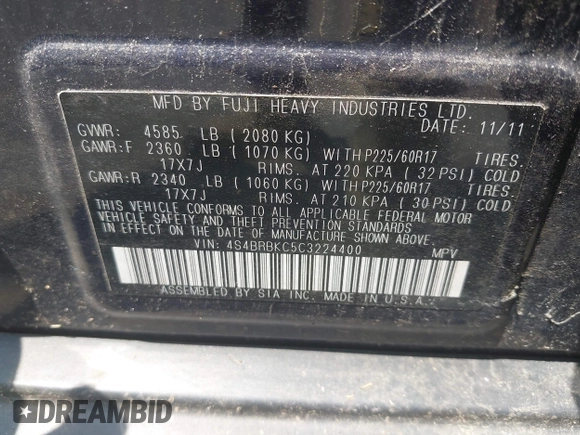 MFD BY FUJI HEAVY INDUSTRIES LTD.
DATE: 11/11
GVWR: 4585 LB ( 2080 KG)
GAWR:F 2360 LB ( 1070 KG) WITH P225/60R17 TIRES.
17X7J RIMS. AT 220 KPA ( 32 PSI) COLD
GAWR:R 2340 LB ( 1060 KG) WITH P225/60R17 TIRES.
17X7J RIMS. AT 210 KPA ( 30 PSI) COLD
THIS VEHICLE CONFORMS TO ALL APPLICABLE FEDERAL MOTOR
VEHICLE SAFETY AND THEFT PREVENTION STANDARDS
IN EFFECT ON THE DATE OF MANUFACTURE SHOWN ABOVE.
VIN: 4S4BRBKC5C3224400 MPV
ASSEMBLED BY SIA INC. MADE IN U.S.A.
DREAMBID